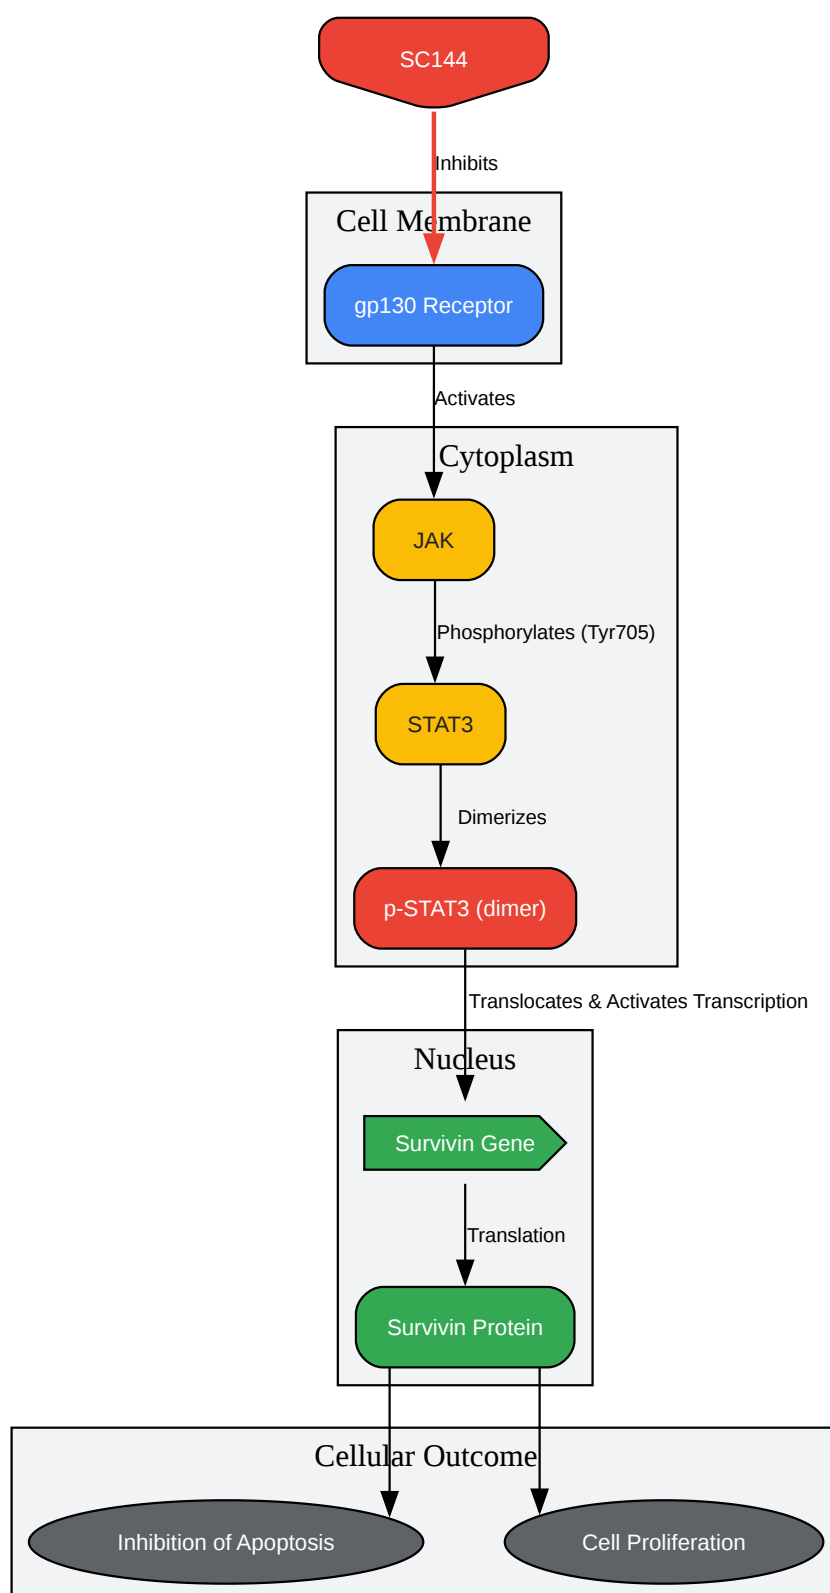 SC144
Inhibits
Cell Membrane
gp130 Receptor
Activates
Cytoplasm
JAK
Phosphorylates (Tyr705)
STAT3
Dimerizes
p-STAT3 (dimer)
Translocates & Activates Transcription
Nucleus
Survivin Gene
Translation
Survivin Protein
Cellular Outcome
Inhibition of Apoptosis
Cell Proliferation